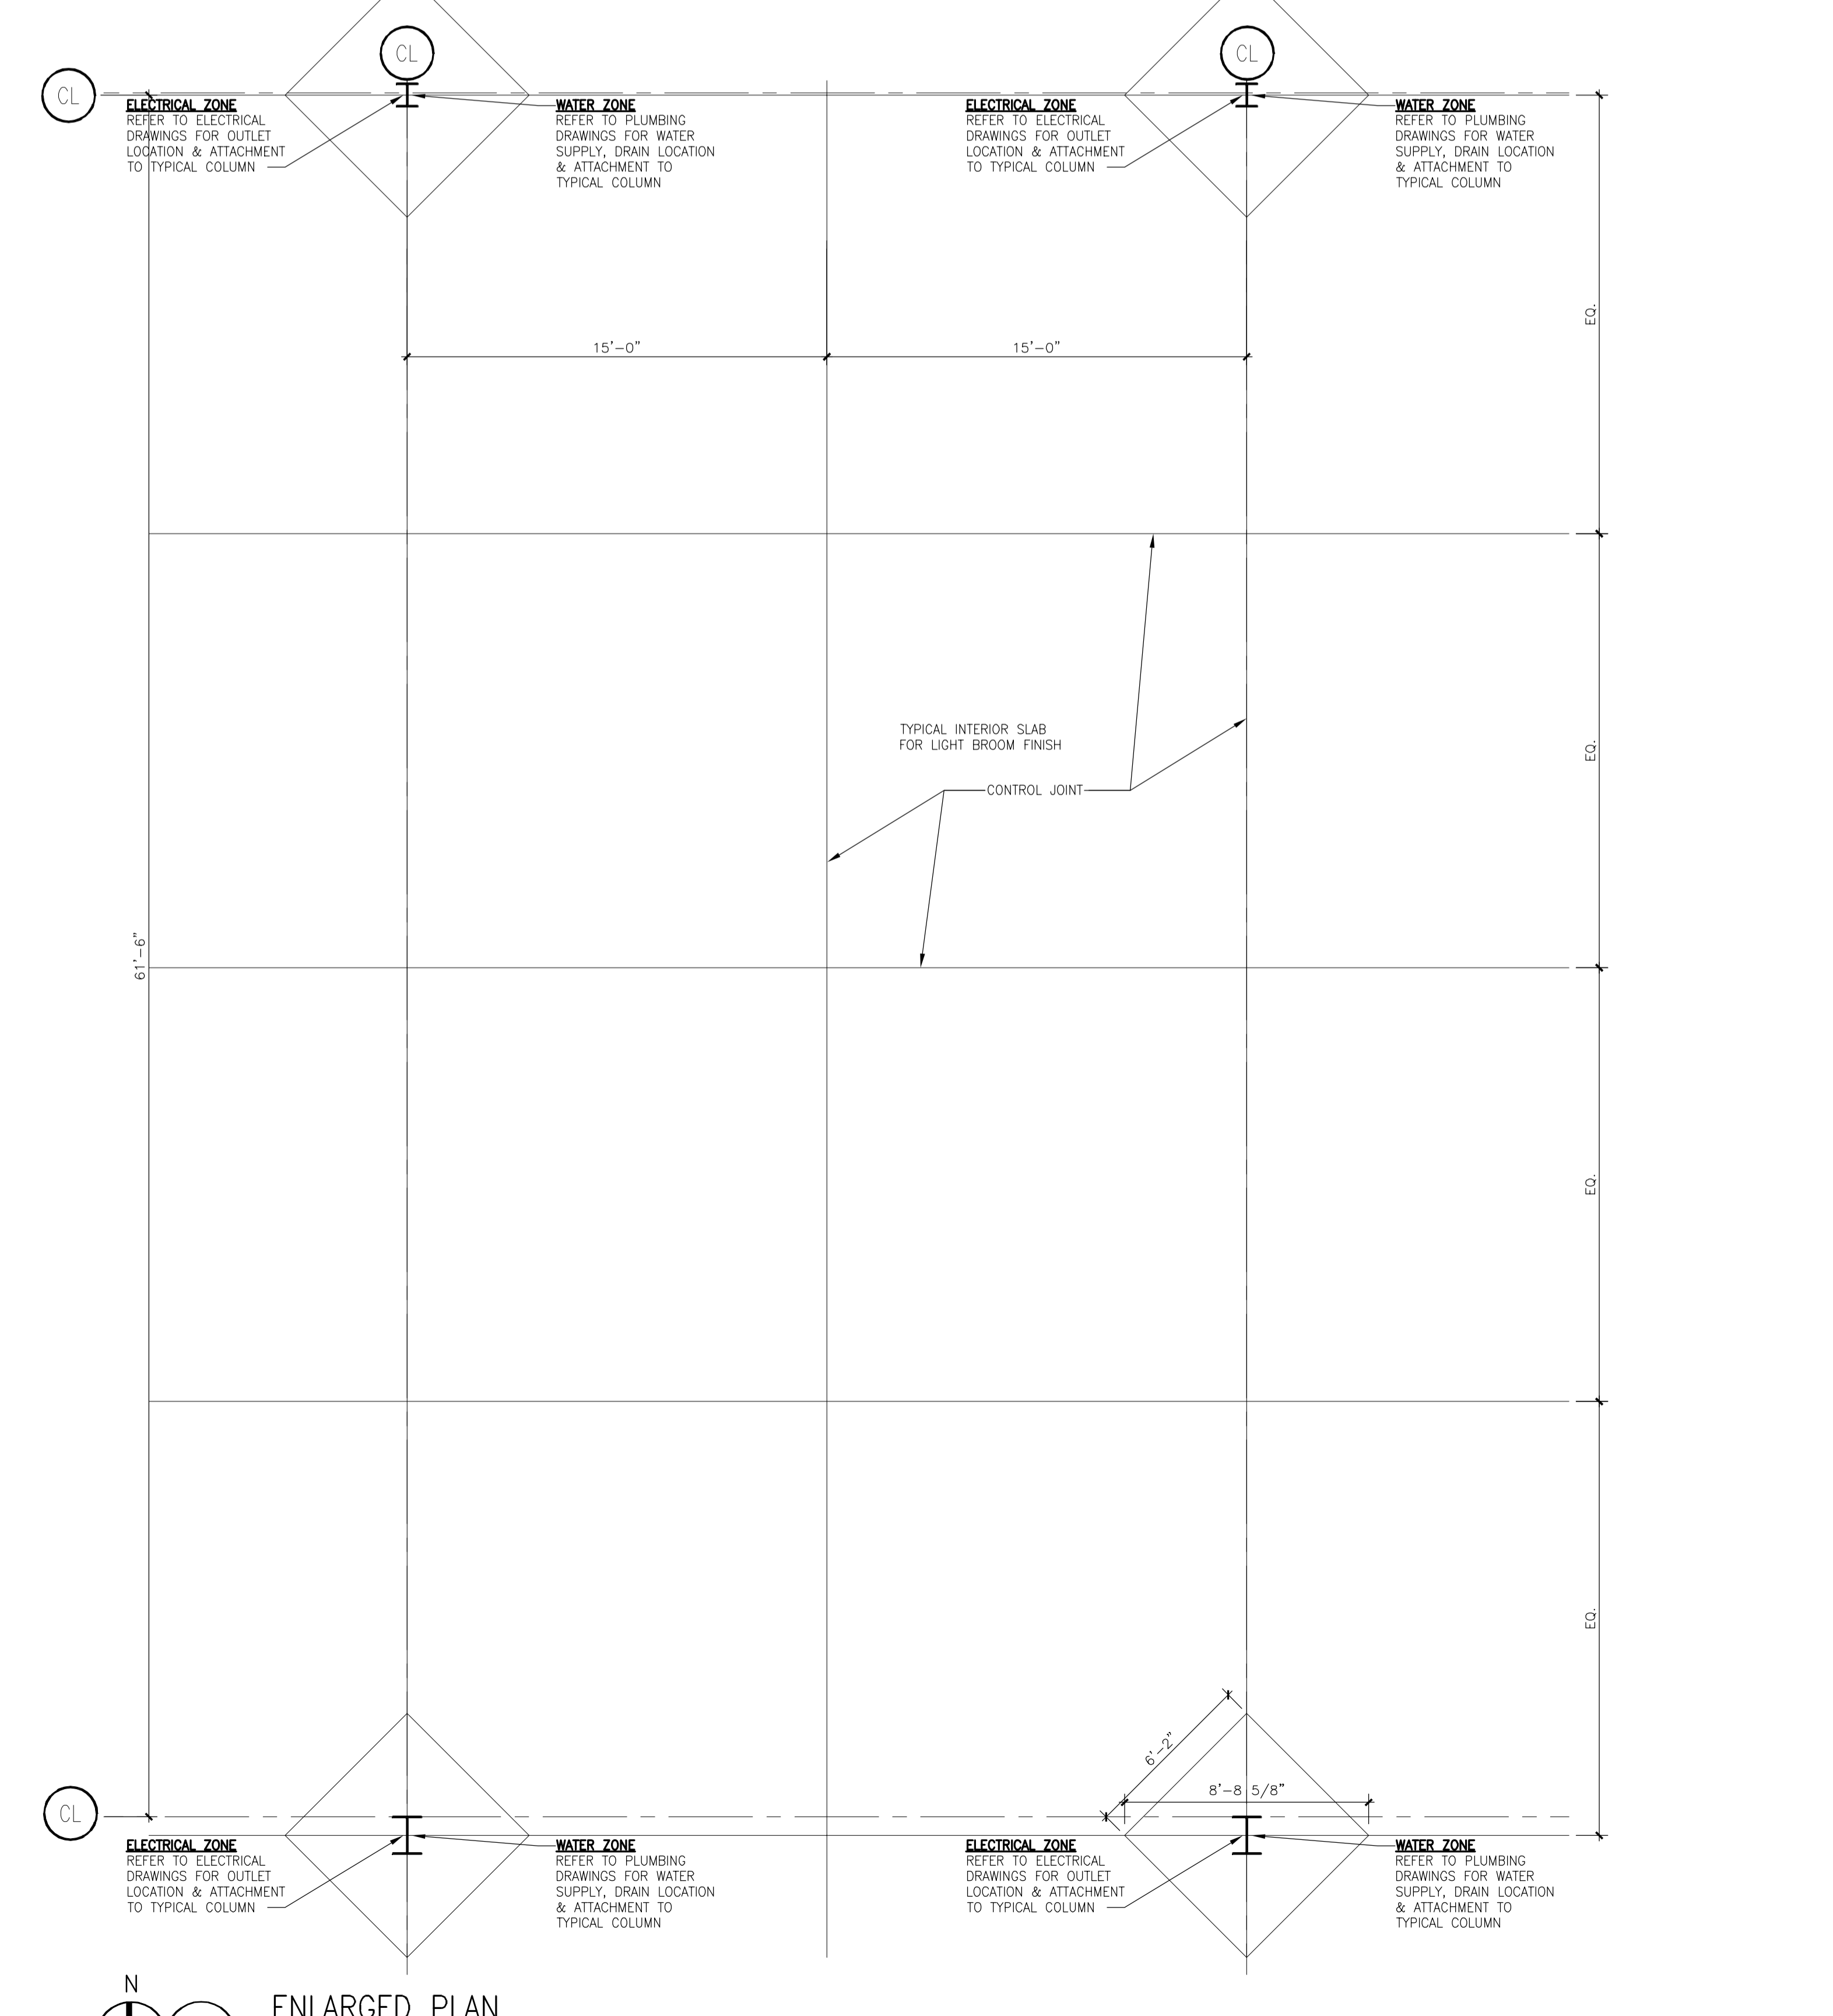 CL
CL
CL
ELECTRICAL ZONE
REFER TO ELECTRICAL
DRAWINGS FOR OUTLET
LOCATION & ATTACHMENT
TO TYPICAL COLUMN
WATER ZONE
REFER TO PLUMBING
DRAWINGS FOR WATER
SUPPLY, DRAIN LOCATION
& ATTACHMENT TO
TYPICAL COLUMN
ELECTRICAL ZONE
REFER TO ELECTRICAL
DRAWINGS FOR OUTLET
LOCATION & ATTACHMENT
TO TYPICAL COLUMN
WATER ZONE
REFER TO PLUMBING
DRAWINGS FOR WATER
SUPPLY, DRAIN LOCATION
& ATTACHMENT TO
TYPICAL COLUMN
EQ.
15'-0"
15'-0"
TYPICAL INTERIOR SLAB
FOR LIGHT BROOM FINISH
EQ.
CONTROL JOINT
61'-6"
EQ.
EQ.
6'-2"
8'-8 5/8"
CL
ELECTRICAL ZONE
REFER TO ELECTRICAL
DRAWINGS FOR OUTLET
LOCATION & ATTACHMENT
TO TYPICAL COLUMN
WATER ZONE
REFER TO PLUMBING
DRAWINGS FOR WATER
SUPPLY, DRAIN LOCATION
& ATTACHMENT TO
TYPICAL COLUMN
ELECTRICAL ZONE
REFER TO ELECTRICAL
DRAWINGS FOR OUTLET
LOCATION & ATTACHMENT
TO TYPICAL COLUMN
WATER ZONE
REFER TO PLUMBING
DRAWINGS FOR WATER
SUPPLY, DRAIN LOCATION
& ATTACHMENT TO
TYPICAL COLUMN
N
ENLARGED PLAN